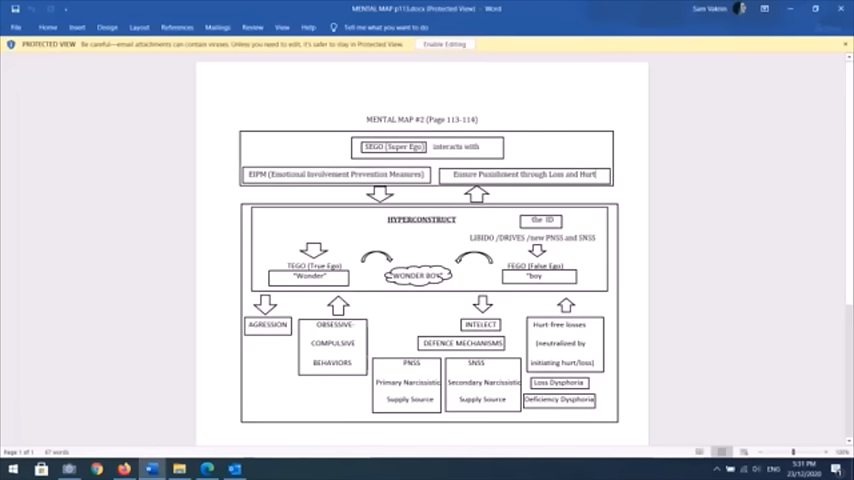 MENTAL MAP p113.docx (Protected View) - Word
Sam Vaknin
File Home Insert Draw Design Layout References Mailings Review View Help Tell me what you want to do
PROTECTED VIEW Be careful—email attachments can contain viruses. Unless you need to edit, it's safer to stay in Protected View. Enable Editing
MENTAL MAP #2 (Page 113-114)
SEGO (Super Ego) interacts with
EIPM (Emotional Involvement Prevention Measures)
Ensure Punishment through Loss and Hurt
HYPERCONSTRUCT
the ID
LIBIDO /DRIVES /new PNSS and SNSS
TEGO (True Ego)
"Wonder"
"WONDER BOY"
FEGO (False Ego)
"boy
AGRESSION
OBSESSIVE-
COMPULSIVE
BEHAVIORS
INTELECT
DEFENCE MECHANISMS
PNSS
Primary Narcissistic
Supply Source
SNSS
Secondary Narcissistic
Supply Source
Hurt-free losses
(neutralized by
initiating hurt/loss)
Loss Dysphoria
Deficiency Dysphoria
Page 1 of 1 47 words
100%
ENG
5:31 PM
23/12/2020